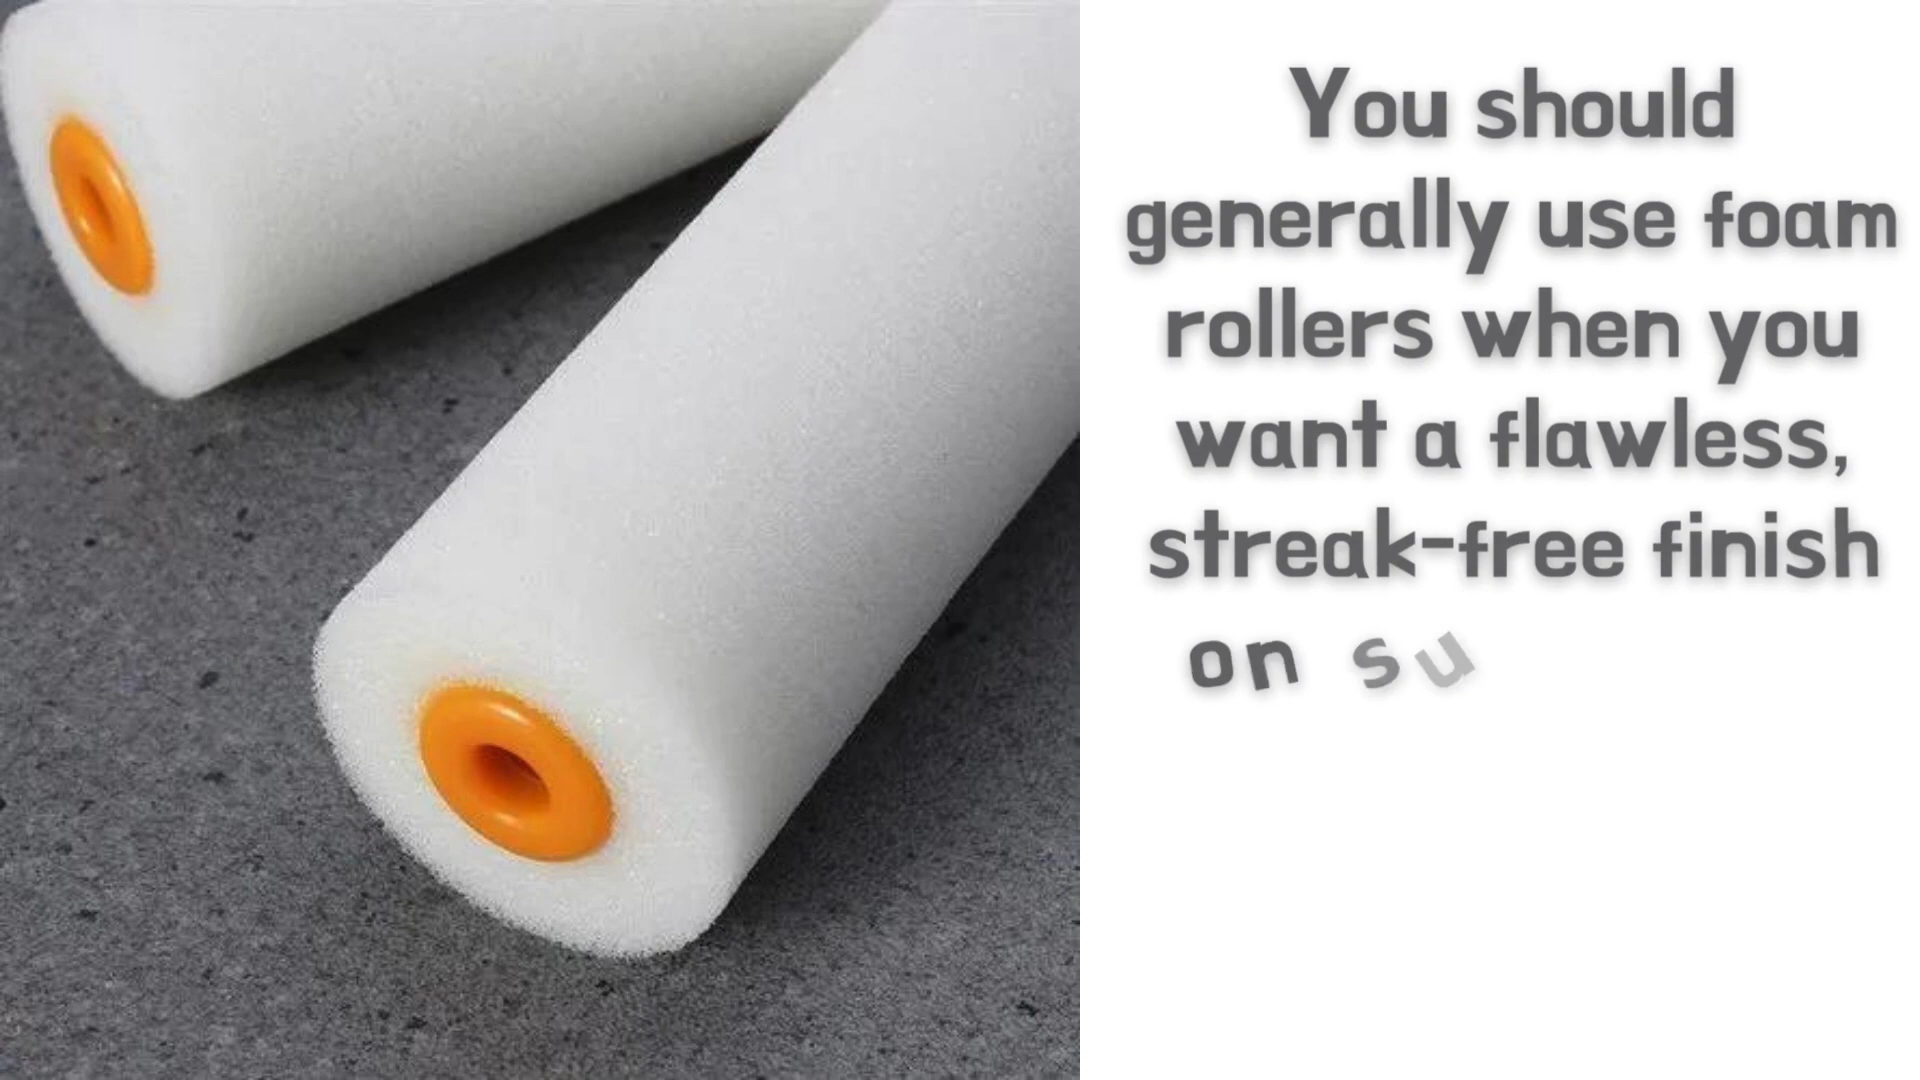 You should
generally use foam
rollers when you
want a flawless,
streak-free finish
on su